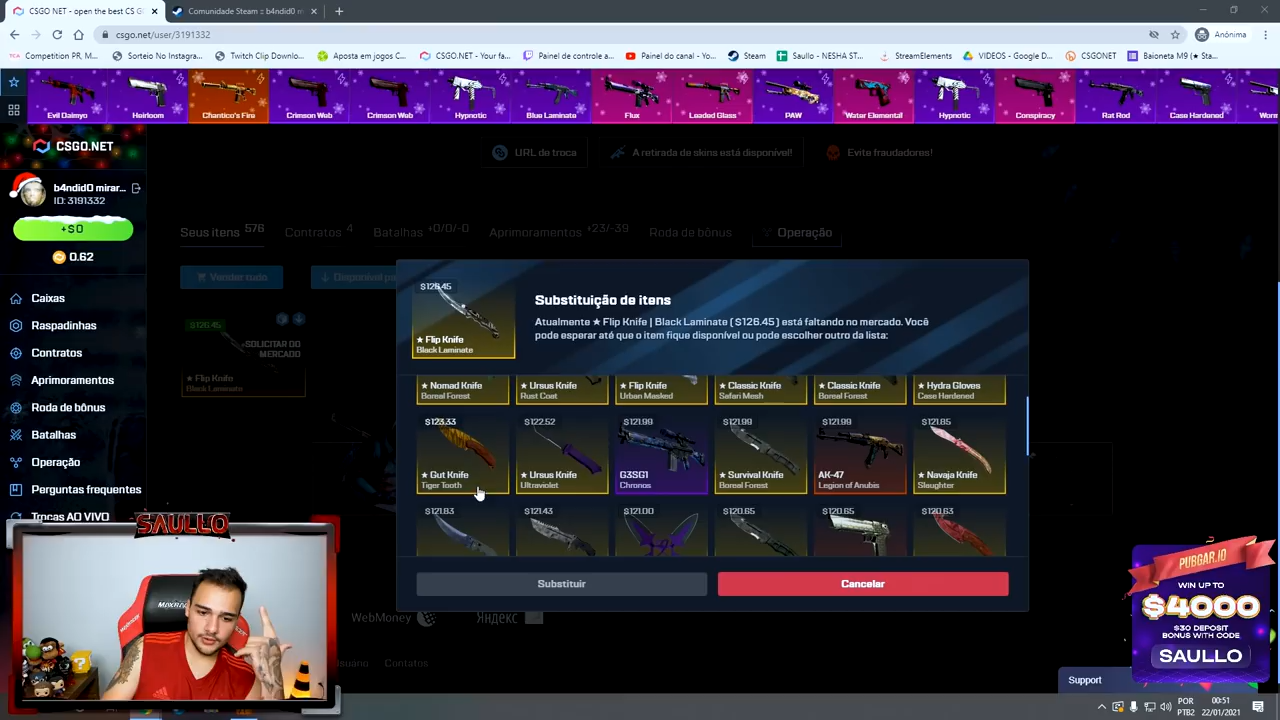 CSGO.NET - open the best CS GO
Comunidade Steam :: b4ndid0 m
csgo.net/user/3191332
Anônima
Competition PR, Mo...
Sorteio No Instagra...
Twitch Clip Downlo...
Aposta em jogos C...
CSGO.NET - Your fa...
Painel de controle a...
Painel do canal - Yo...
Steam
Saullo - NESHA ST...
StreamElements
VIDEOS - Google D...
CSGONET
Baioneta M9 (★ Sta...
Evil Daimyo
Heirloom
Chantico's Fire
Crimson Web
Crimson Web
Hypnotic
Blue Laminate
Flux
Leaded Glass
PAW
Water Elemental
Hypnotic
Conspiracy
Rat Rod
Case Hardened
CSGO.NET
URL de troca
A retirada de skins está disponível!
Evite fraudadores!
b4ndid0 mirar...
ID: 3191332
+$0
0.62
Seus itens 576
Contratos 4
Batalhas +0/0/-0
Aprimoramentos +23/-39
Roda de bônus
Operação
Vender tudo
Disponível pa
Caixas
Raspadinhas
Contratos
Aprimoramentos
Roda de bônus
Batalhas
Operação
Perguntas frequentes
Trocas AO VIVO
$126.45
SOLICITAR DO
MERCADO
★ Flip Knife
Black Laminate
$126.45
★ Flip Knife
Black Laminate
Substituição de itens
Atualmente ★ Flip Knife | Black Laminate ( $126.45 ) está faltando no mercado. Você
pode esperar até que o item fique disponível ou pode escolher outro da lista:
★ Nomad Knife
Boreal Forest
★ Ursus Knife
Rust Coat
★ Flip Knife
Urban Masked
★ Classic Knife
Safari Mesh
★ Classic Knife
Boreal Forest
★ Hydra Gloves
Case Hardened
$123.33
★ Gut Knife
Tiger Tooth
$122.52
★ Ursus Knife
Ultraviolet
$121.99
G3SG1
Chronos
$121.99
★ Survival Knife
Boreal Forest
$121.99
AK-47
Legion of Anubis
$121.85
★ Navaja Knife
Slaughter
$121.83
$121.43
$121.00
$120.65
$120.65
$120.63
Substituir
Cancelar
WebMoney
Яндекс
Contatos
SAULLO
PUBGAR.IO
WIN UP TO
$4000
$30 DEPOSIT
BONUS WITH CODE
SAULLO
Support
POR
PTB2
00:51
22/01/2021